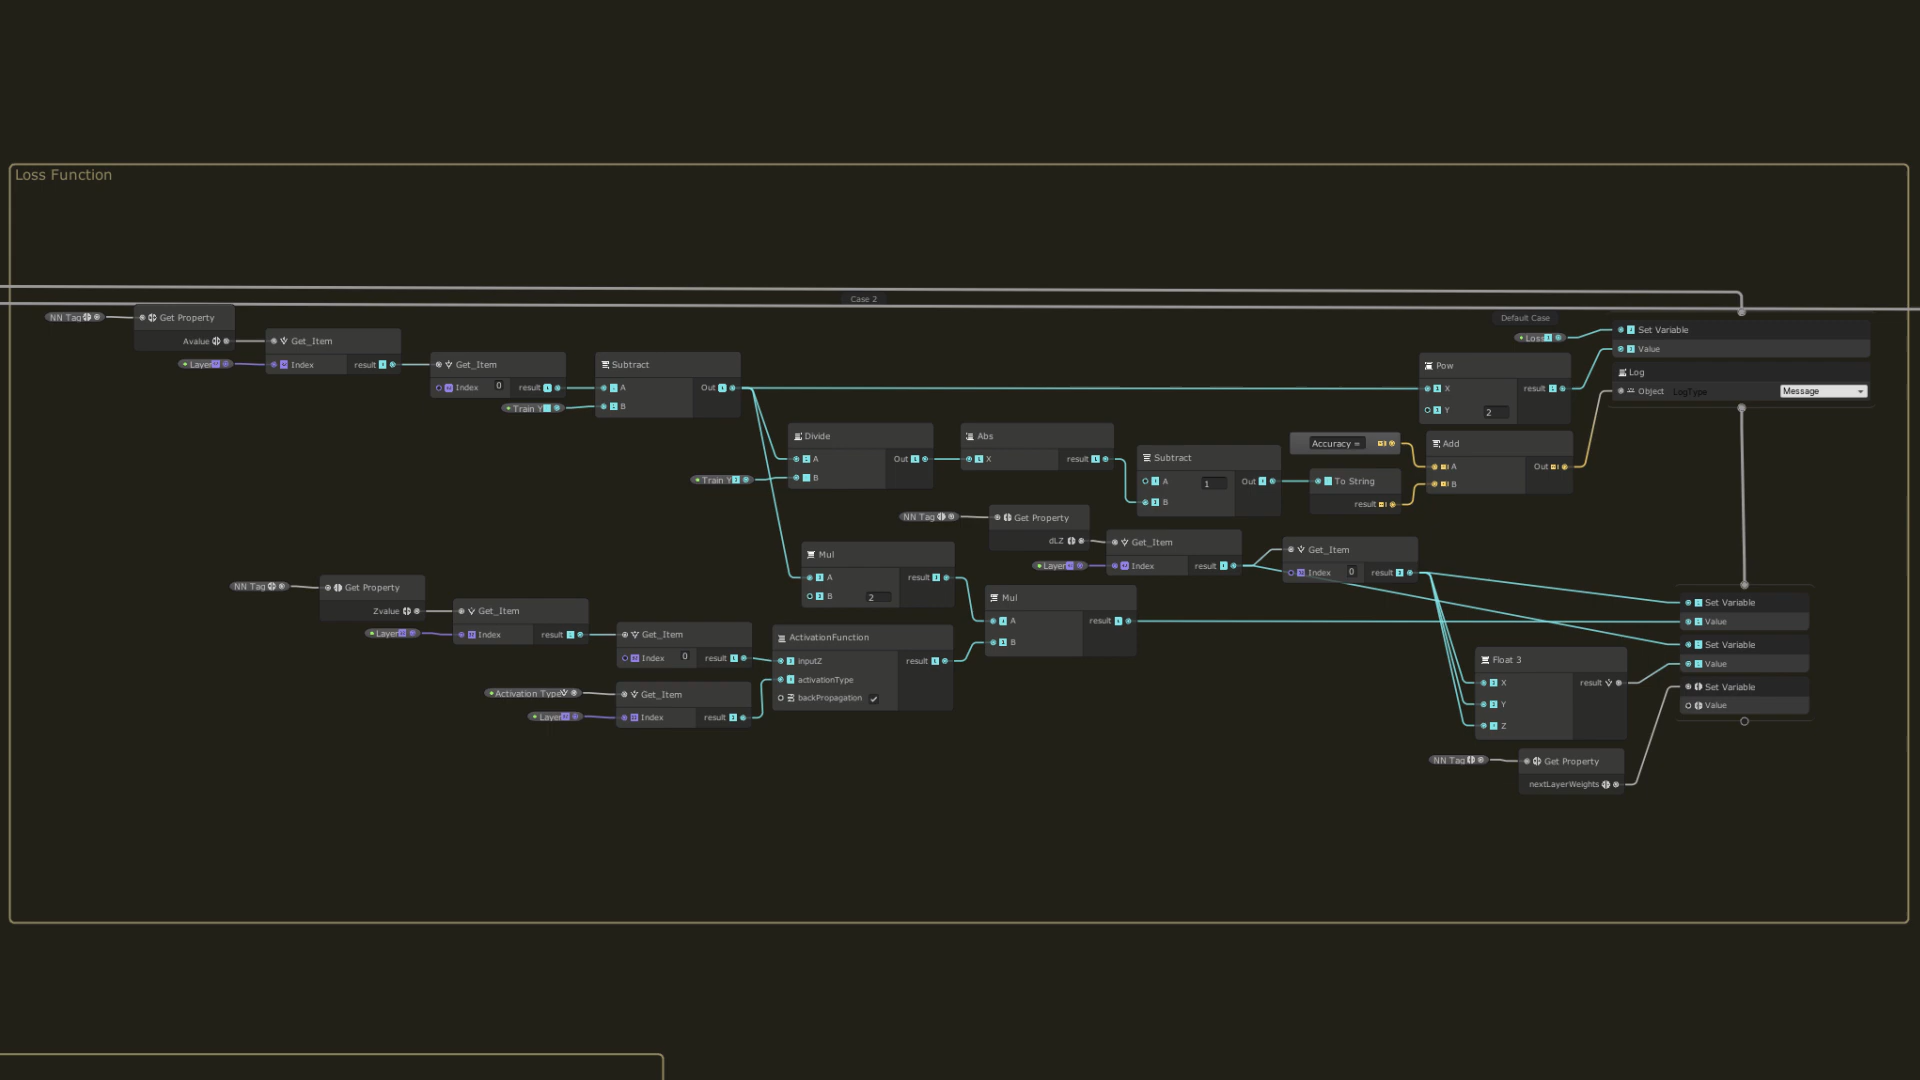 Loss Function
Case 2
NN Tag
Get Property
Avalue
Layer
Get_Item
Index
result
Get_Item
Index 0 result
Train Y
Subtract
A
B
Out
Default Case
Loss
Set Variable
Value
Log
Object LogType Message
Pow
X
Y 2
result
Divide
A
B
Out
Train Y
Abs
X
result
Subtract
A 1
B
Out
Accuracy =
To String
result
Add
A
B
Out
NN Tag
Get Property
dLZ
Layer
Get_Item
Index
result
Get_Item
Index 0 result
Mul
A
B 2
result
NN Tag
Get Property
Zvalue
Layer
Get_Item
Index
result
Get_Item
Index 0 result
Activation Type
Layer
Get_Item
Index
result
ActivationFunction
inputZ
activationType
backPropagation
result
Mul
A
B
result
Float 3
X
Y
Z
result
Set Variable
Value
Set Variable
Value
Set Variable
Value
NN Tag
Get Property
nextLayerWeights